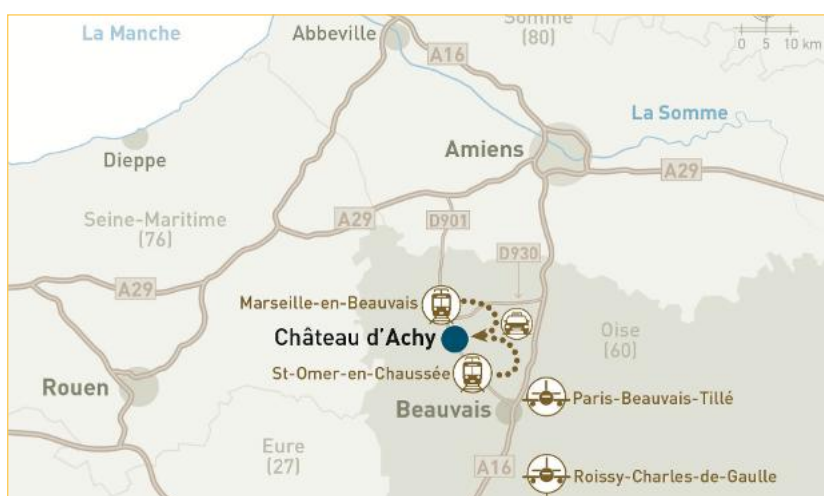 Somme
(80)
La Manche
Abbeville
0 5 10 km
A16
La Somme
Amiens
Dieppe
A29
Seine-Maritime
(76)
A29
D901
D930
A29
Marseille-en-Beauvais
Château d'Achy
Oise
(60)
St-Omer-en-Chaussée
Rouen
Paris-Beauvais-Tillé
Beauvais
Eure
(27)
A16
Roissy-Charles-de-Gaulle